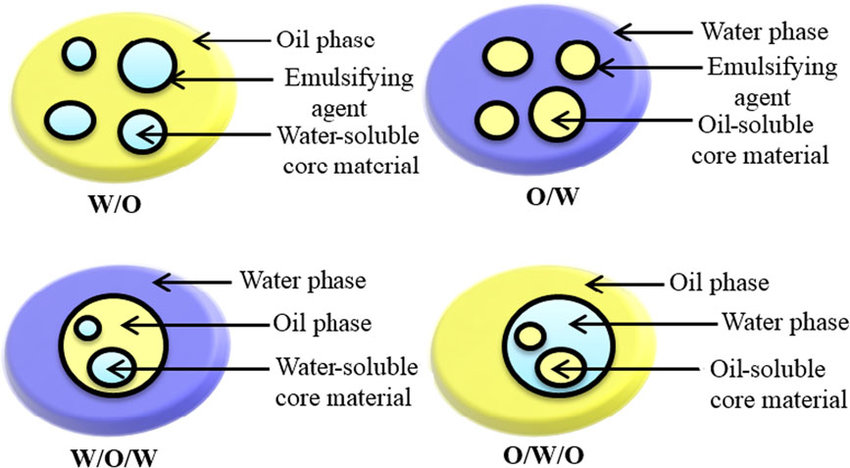 Oil phase
Emulsifying
agent
Water-soluble
core material
W/O
Water phase
Emulsifying
agent
Oil-soluble
core material
O/W
Water phase
Oil phase
Water-soluble
core material
W/O/W
Oil phase
Water phase
Oil-soluble
core material
O/W/O